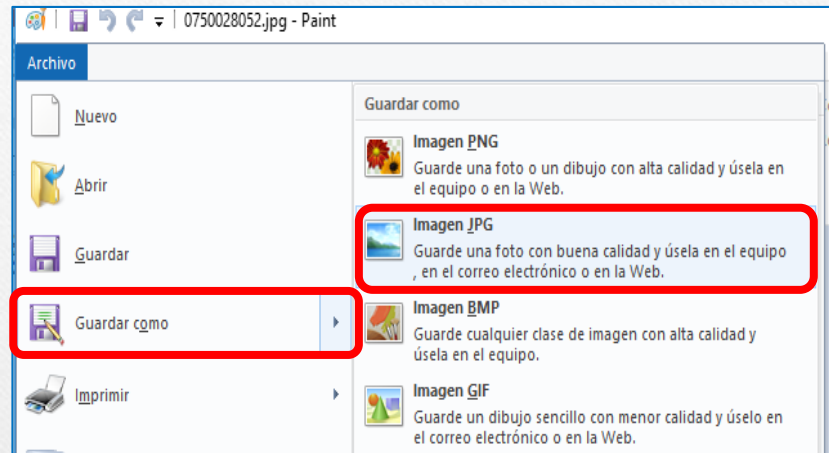 0750028052.jpg - Paint
Archivo
Nuevo
Abrir
Guardar
Guardar como
Imprimir
Guardar como
Imagen PNG
Guarde una foto o un dibujo con alta calidad y úsela en
el equipo o en la Web.
Imagen JPG
Guarde una foto con buena calidad y úsela en el equipo
, en el correo electrónico o en la Web.
Imagen BMP
Guarde cualquier clase de imagen con alta calidad y
úsela en el equipo.
Imagen GIF
Guarde un dibujo sencillo con menor calidad y úselo en
el correo electrónico o en la Web.